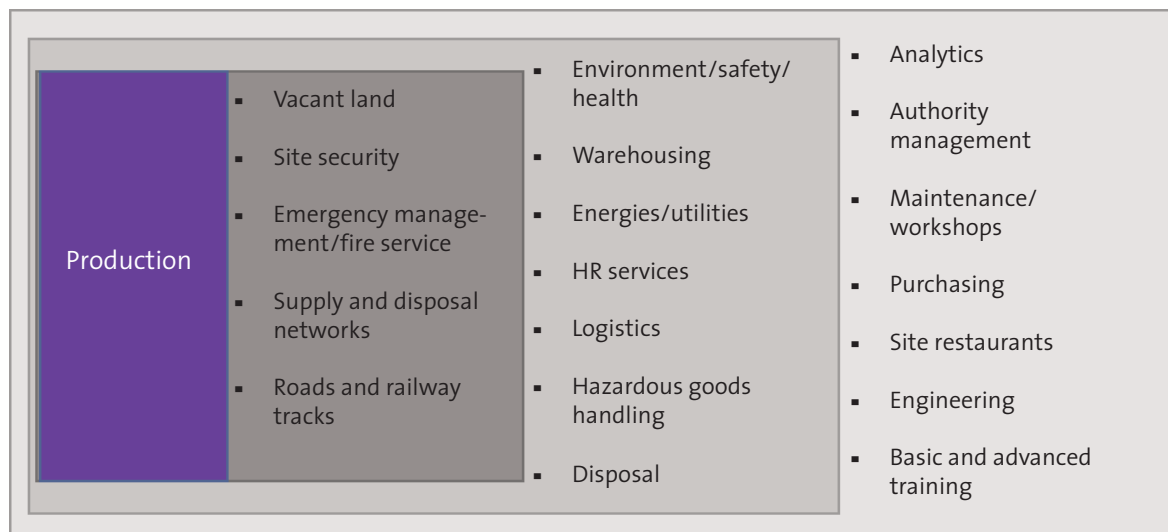 Production
▪ Vacant land
▪ Site security
▪ Emergency manage-
ment/fire service
▪ Supply and disposal
networks
▪ Roads and railway
tracks
▪ Environment/safety/
health
▪ Warehousing
▪ Energies/utilities
▪ HR services
▪ Logistics
▪ Hazardous goods
handling
▪ Disposal
▪ Analytics
▪ Authority
management
▪ Maintenance/
workshops
▪ Purchasing
▪ Site restaurants
▪ Engineering
▪ Basic and advanced
training